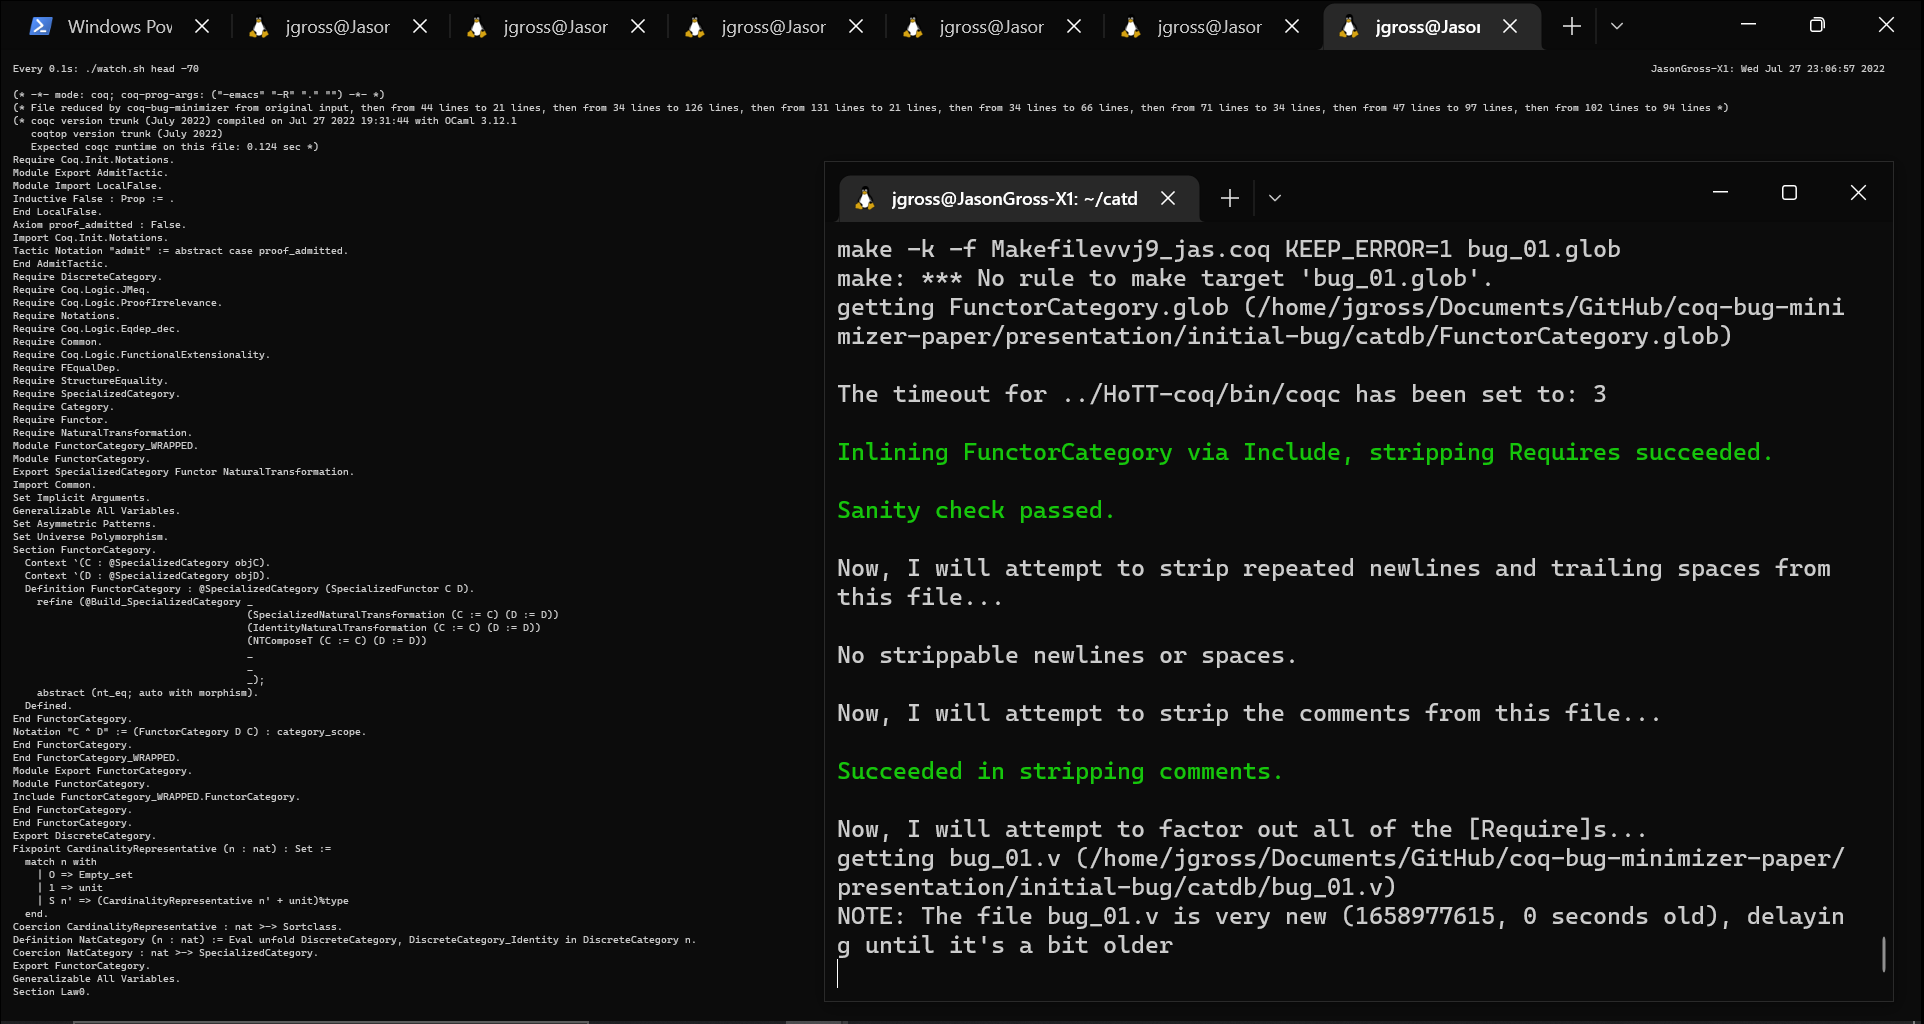 Windows Pow
jgross@Jasor
jgross@Jasor
jgross@Jasor
jgross@Jasor
jgross@Jasor
jgross@Jasor
Every 0.1s: ./watch.sh head -70
JasonGross-X1: Wed Jul 27 23:06:57 2022
(* -*- mode: coq; coq-prog-args: ("-emacs" "-R" "." "") -*- *)
(* File reduced by coq-bug-minimizer from original input, then from 44 lines to 21 lines, then from 34 lines to 126 lines, then from 131 lines to 21 lines, then from 34 lines to 66 lines, then from 71 lines to 34 lines, then from 47 lines to 97 lines, then from 102 lines to 94 lines *)
(* coqc version trunk (July 2022) compiled on Jul 27 2022 19:31:44 with OCaml 3.12.1
coqtop version trunk (July 2022)
Expected coqc runtime on this file: 0.124 sec *)
Require Coq.Init.Notations.
Module Export AdmitTactic.
Module Import LocalFalse.
Inductive False : Prop := .
End LocalFalse.
Axiom proof_admitted : False.
Import Coq.Init.Notations.
Tactic Notation "admit" := abstract case proof_admitted.
End AdmitTactic.
Require DiscreteCategory.
Require Coq.Logic.JMeq.
Require Coq.Logic.ProofIrrelevance.
Require Notations.
Require Coq.Logic.Eqdep_dec.
Require Common.
Require Coq.Logic.FunctionalExtensionality.
Require FEqualDep.
Require StructureEquality.
Require SpecializedCategory.
Require Category.
Require Functor.
Require NaturalTransformation.
Module FunctorCategory_WRAPPED.
Module FunctorCategory.
Export SpecializedCategory Functor NaturalTransformation.
Import Common.
Set Implicit Arguments.
Generalizable All Variables.
Set Asymmetric Patterns.
Set Universe Polymorphism.
Section FunctorCategory.
Context `(C : @SpecializedCategory objC).
Context `(D : @SpecializedCategory objD).
Definition FunctorCategory : @SpecializedCategory (SpecializedFunctor C D).
refine (@Build_SpecializedCategory _
(SpecializedNaturalTransformation (C := C) (D := D))
(IdentityNaturalTransformation (C := C) (D := D))
(NTComposeT (C := C) (D := D))
_
_
_);
abstract (nt_eq; auto with morphism).
Defined.
End FunctorCategory.
Notation "C ^ D" := (FunctorCategory D C) : category_scope.
End FunctorCategory.
End FunctorCategory_WRAPPED.
Module Export FunctorCategory.
Module FunctorCategory.
Include FunctorCategory_WRAPPED.FunctorCategory.
End FunctorCategory.
End FunctorCategory.
Export DiscreteCategory.
Fixpoint CardinalityRepresentative (n : nat) : Set :=
match n with
| O => Empty_set
| 1 => unit
| S n' => (CardinalityRepresentative n' + unit)%type
end.
Coercion CardinalityRepresentative : nat >-> Sortclass.
Definition NatCategory (n : nat) := Eval unfold DiscreteCategory, DiscreteCategory_Identity in DiscreteCategory n.
Coercion NatCategory : nat >-> SpecializedCategory.
Export FunctorCategory.
Generalizable All Variables.
Section Law0.
jgross@JasonGross-X1: ~/catd
make -k -f Makefilevvj9_jas.coq KEEP_ERROR=1 bug_01.glob
make: *** No rule to make target 'bug_01.glob'.
getting FunctorCategory.glob (/home/jgross/Documents/GitHub/coq-bug-mini
mizer-paper/presentation/initial-bug/catdb/FunctorCategory.glob)
The timeout for ../HoTT-coq/bin/coqc has been set to: 3
Inlining FunctorCategory via Include, stripping Requires succeeded.
Sanity check passed.
Now, I will attempt to strip repeated newlines and trailing spaces from
this file...
No strippable newlines or spaces.
Now, I will attempt to strip the comments from this file...
Succeeded in stripping comments.
Now, I will attempt to factor out all of the [Require]s...
getting bug_01.v (/home/jgross/Documents/GitHub/coq-bug-minimizer-paper/
presentation/initial-bug/catdb/bug_01.v)
NOTE: The file bug_01.v is very new (1658977615, 0 seconds old), delayin
g until it's a bit older